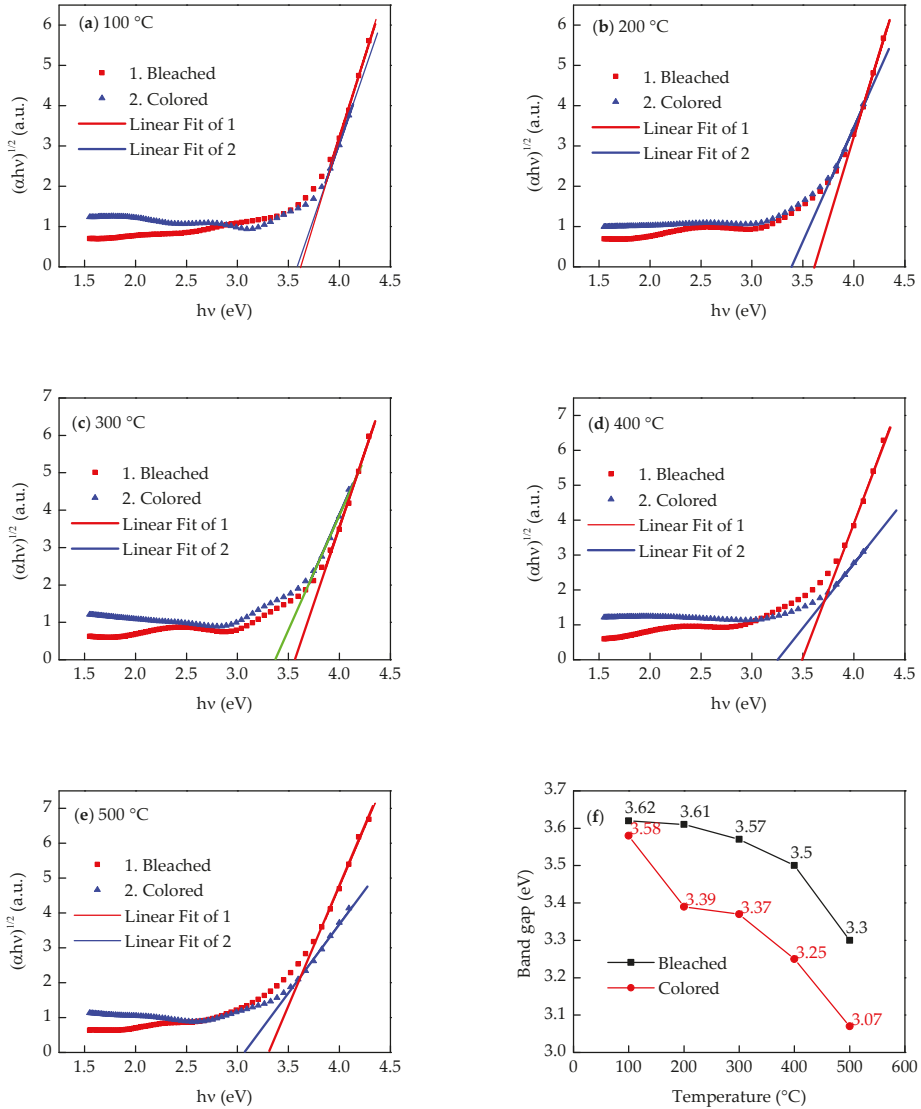 (a) 100 °C
1. Bleached
2. Colored
Linear Fit of 1
Linear Fit of 2
(αhν)1/2 (a.u.)
6
5
4
3
2
1
0
1.5 2.0 2.5 3.0 3.5 4.0 4.5
hν (eV)
(b) 200 °C
1. Bleached
2. Colored
Linear Fit of 1
Linear Fit of 2
(αhν)1/2 (a.u.)
6
5
4
3
2
1
0
1.5 2.0 2.5 3.0 3.5 4.0 4.5
hν (eV)
(c) 300 °C
1. Bleached
2. Colored
Linear Fit of 1
Linear Fit of 2
(αhν)1/2 (a.u.)
7
6
5
4
3
2
1
0
1.5 2.0 2.5 3.0 3.5 4.0 4.5
hν (eV)
(d) 400 °C
1. Bleached
2. Colored
Linear Fit of 1
Linear Fit of 2
(αhν)1/2 (a.u.)
7
6
5
4
3
2
1
0
1.5 2.0 2.5 3.0 3.5 4.0 4.5
hν (eV)
(e) 500 °C
1. Bleached
2. Colored
Linear Fit of 1
Linear Fit of 2
(αhν)1/2 (a.u.)
7
6
5
4
3
2
1
0
1.5 2.0 2.5 3.0 3.5 4.0 4.5
hν (eV)
(f)
3.62 3.61 3.57 3.5 3.3
3.58 3.39 3.37 3.25 3.07
Bleached
Colored
Band gap (eV)
3.7
3.6
3.5
3.4
3.3
3.2
3.1
3.0
0 100 200 300 400 500 600
Temperature (°C)